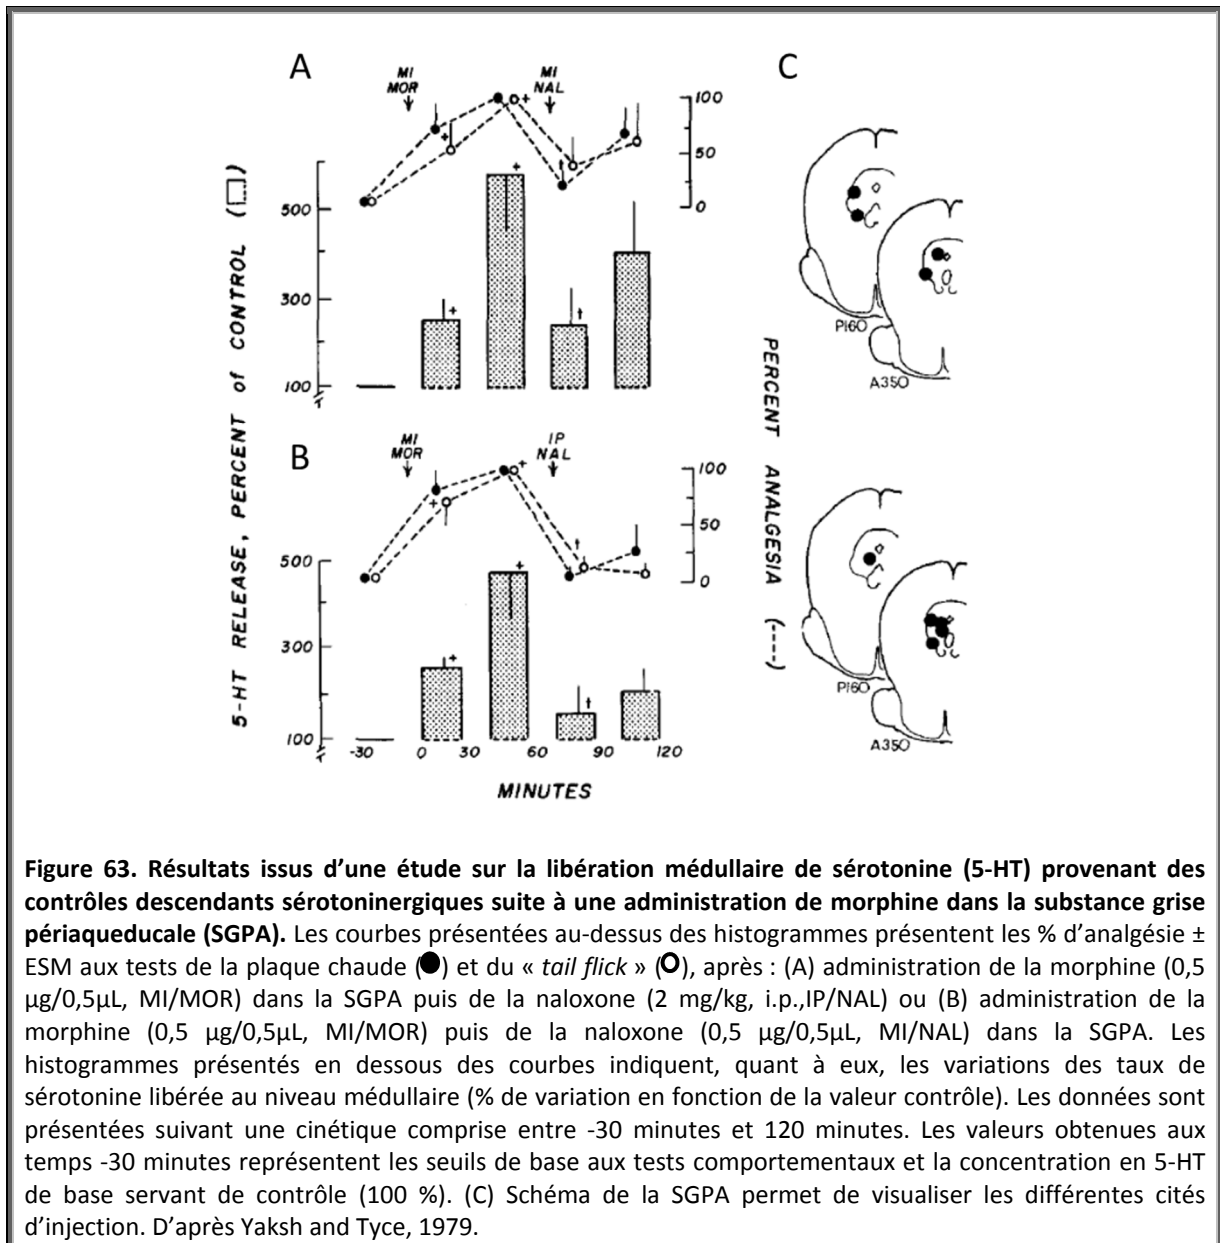 A
C
MI
MOR
MI
NAL
5-HT RELEASE, PERCENT of CONTROL (□)
500
300
100
100
50
0
PERCENT ANALGESIA (---)
P160
A350
B
MI
MOR
IP
NAL
500
300
100
100
50
0
-30 0 30 60 90 120
MINUTES
P160
A350
Figure 63. Résultats issus d’une étude sur la libération médullaire de sérotonine (5-HT) provenant des
contrôles descendants sérotoninergiques suite à une administration de morphine dans la substance grise
périaqueducale (SGPA). Les courbes présentées au-dessus des histogrammes présentent les % d’analgésie ±
ESM aux tests de la plaque chaude (●) et du « tail flick » (O), après : (A) administration de la morphine (0,5
µg/0,5µL, MI/MOR) dans la SGPA puis de la naloxone (2 mg/kg, i.p.,IP/NAL) ou (B) administration de la
morphine (0,5 µg/0,5µL, MI/MOR) puis de la naloxone (0,5 µg/0,5µL, MI/NAL) dans la SGPA. Les
histogrammes présentés en dessous des courbes indiquent, quant à eux, les variations des taux de
sérotonine libérée au niveau médullaire (% de variation en fonction de la valeur contrôle). Les données sont
présentées suivant une cinétique comprise entre -30 minutes et 120 minutes. Les valeurs obtenues aux
temps -30 minutes représentent les seuils de base aux tests comportementaux et la concentration en 5-HT
de base servant de contrôle (100 %). (C) Schéma de la SGPA permet de visualiser les différentes cités
d’injection. D’après Yaksh and Tyce, 1979.